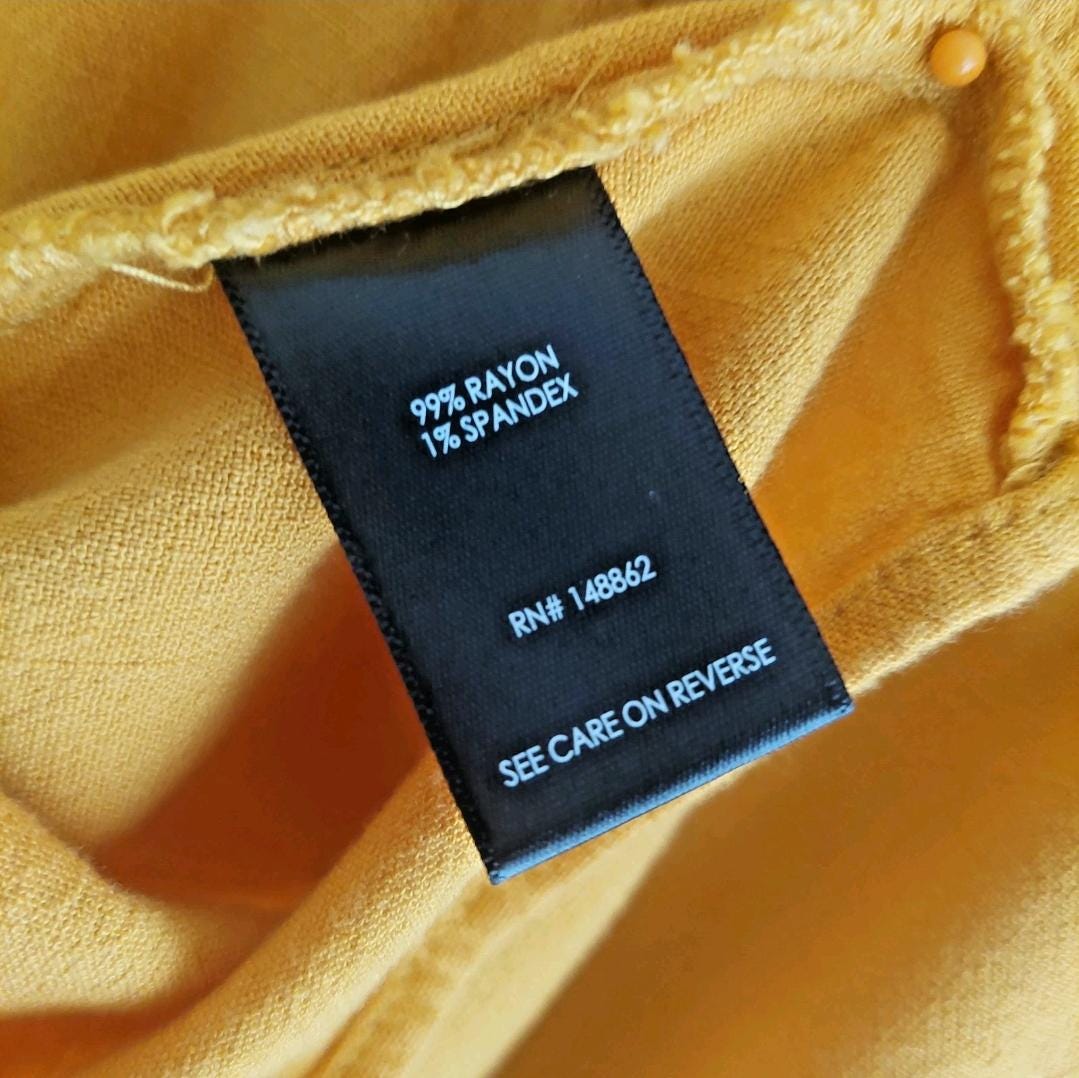 99% RAYON
1% SPANDEX
RN# 148862
SEE CARE ON REVERSE